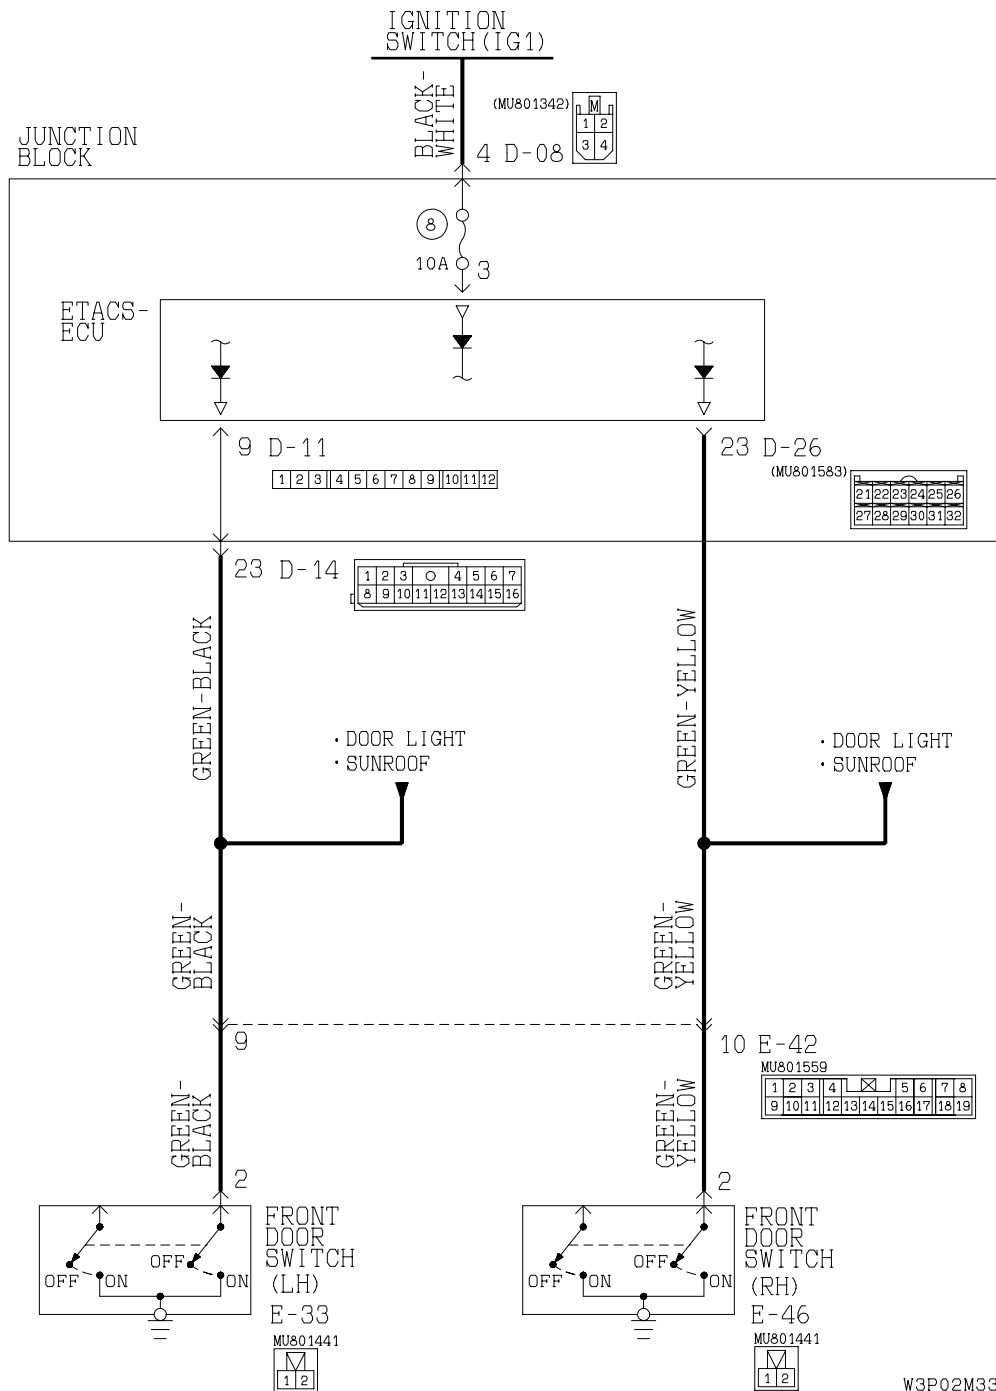 IGNITION
SWITCH(IG1)
BLACK-
WHITE
(MU801342)
M
1 2
3 4
4 D-08
JUNCTION
BLOCK
8
10A
3
ETACS-
ECU
9 D-11
1 2 3 4 5 6 7 8 9 10 11 12
23 D-26
(MU801583)
21 22 23 24 25 26
27 28 29 30 31 32
23 D-14
1 2 3 4 5 6 7
8 9 10 11 12 13 14 15 16
GREEN-BLACK
GREEN-YELLOW
· DOOR LIGHT
· SUNROOF
· DOOR LIGHT
· SUNROOF
GREEN-
BLACK
GREEN-
YELLOW
9
10 E-42
MU801559
1 2 3 4 5 6 7 8
9 10 11 12 13 14 15 16 17 18 19
GREEN-
BLACK
GREEN-
YELLOW
2
2
OFF ON OFF ON
FRONT
DOOR
SWITCH
(LH)
E-33
MU801441
1 2
OFF ON OFF ON
FRONT
DOOR
SWITCH
(RH)
E-46
MU801441
1 2
W3P02M33